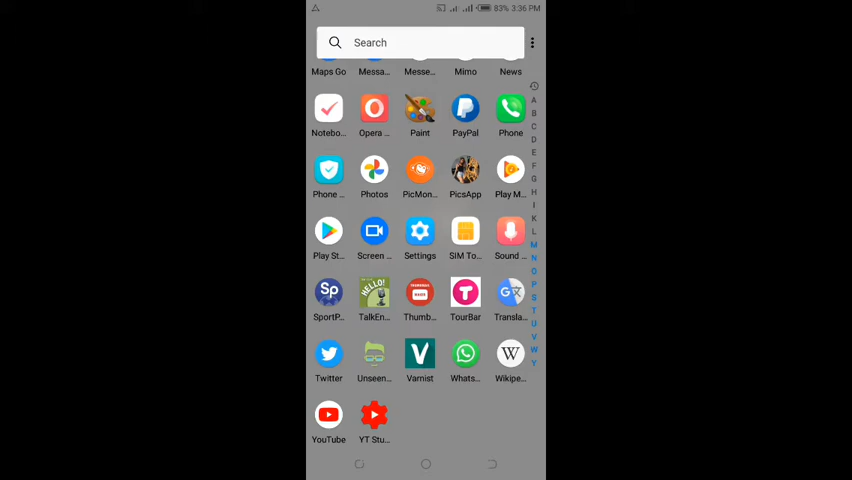 83% 3:36 PM
Search
Maps Go Messa... Messe... Mimo News
Notebo... Opera ... Paint PayPal Phone
Phone ... Photos PicMon... PicsApp Play M...
Play St... Screen ... Settings SIM To... Sound ...
Sp
SportP... HELLO! TalkEn... Thumb... TourBar Transla...
Twitter Unseen... Varnist Whats... Wikipe...
YouTube YT Stu...
A
B
C
D
E
F
G
H
I
K
L
M
N
O
P
S
T
U
V
W
Y